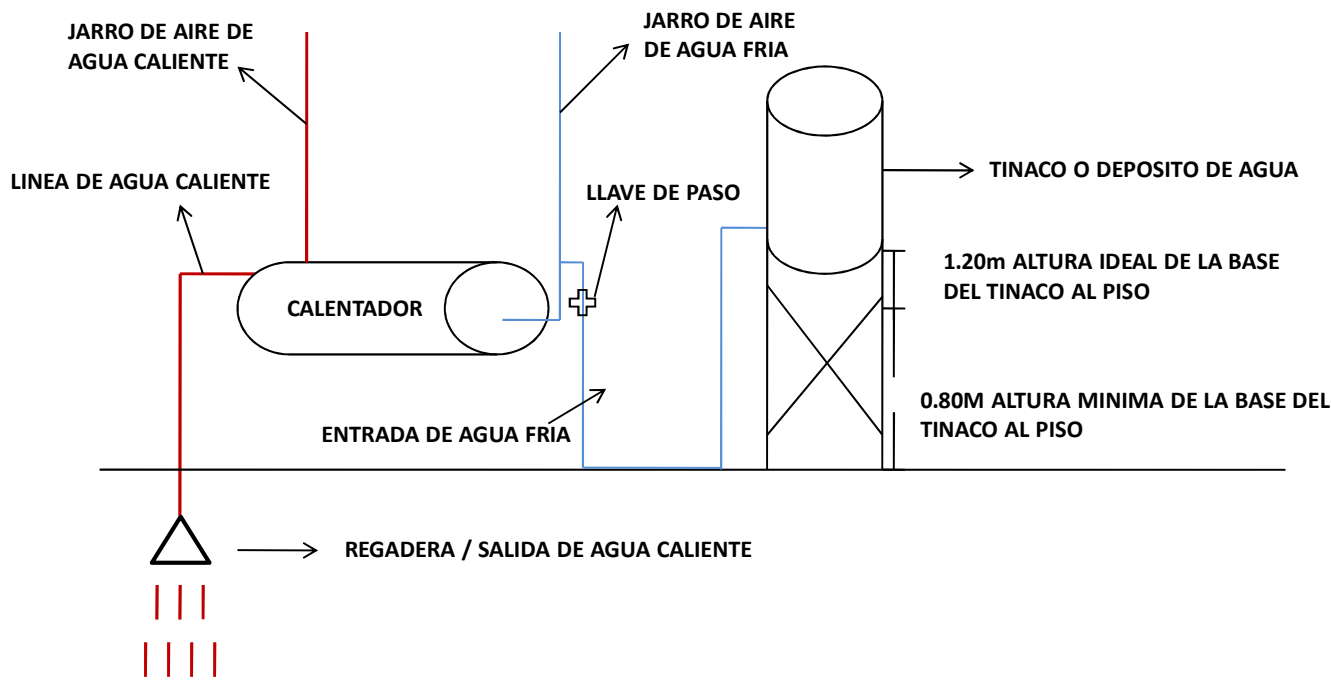 JARRO DE AIRE DE
AGUA CALIENTE
JARRO DE AIRE
DE AGUA FRIA
LINEA DE AGUA CALIENTE
LLAVE DE PASO
TINACO O DEPOSITO DE AGUA
1.20m ALTURA IDEAL DE LA BASE
DEL TINACO AL PISO
CALENTADOR
0.80M ALTURA MINIMA DE LA BASE DEL
TINACO AL PISO
ENTRADA DE AGUA FRIA
REGADERA / SALIDA DE AGUA CALIENTE